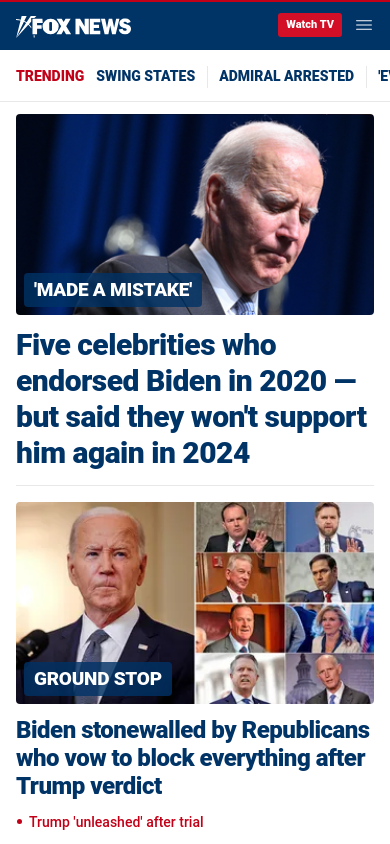 FOX NEWS
Watch TV
TRENDING SWING STATES ADMIRAL ARRESTED
'MADE A MISTAKE'
Five celebrities who
endorsed Biden in 2020 —
but said they won't support
him again in 2024
GROUND STOP
Biden stonewalled by Republicans
who vow to block everything after
Trump verdict
• Trump 'unleashed' after trial